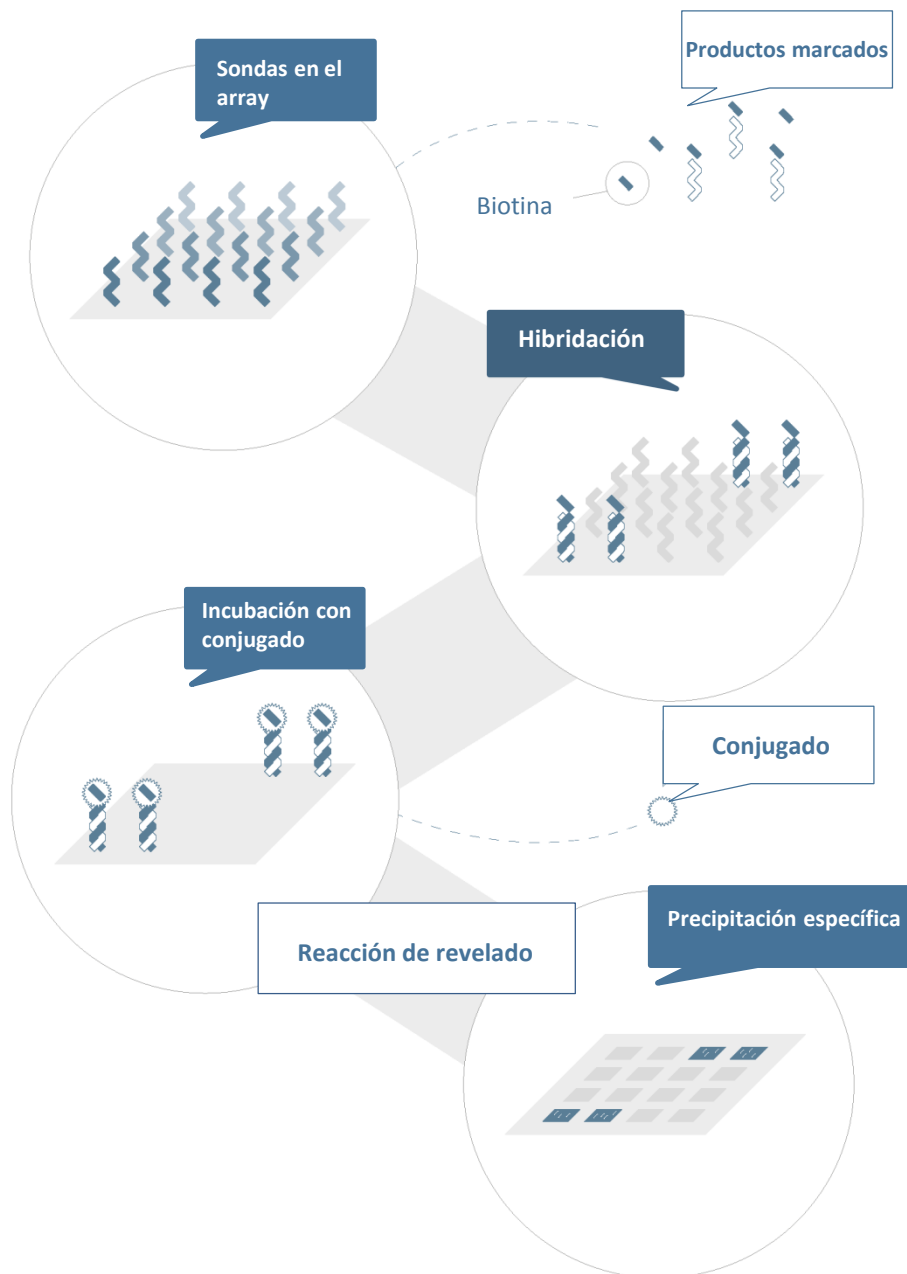 Sondas en el
array
Productos marcados
Biotina
Hibridación
Incubación con
conjugado
Conjugado
Reacción de revelado
Precipitación específica